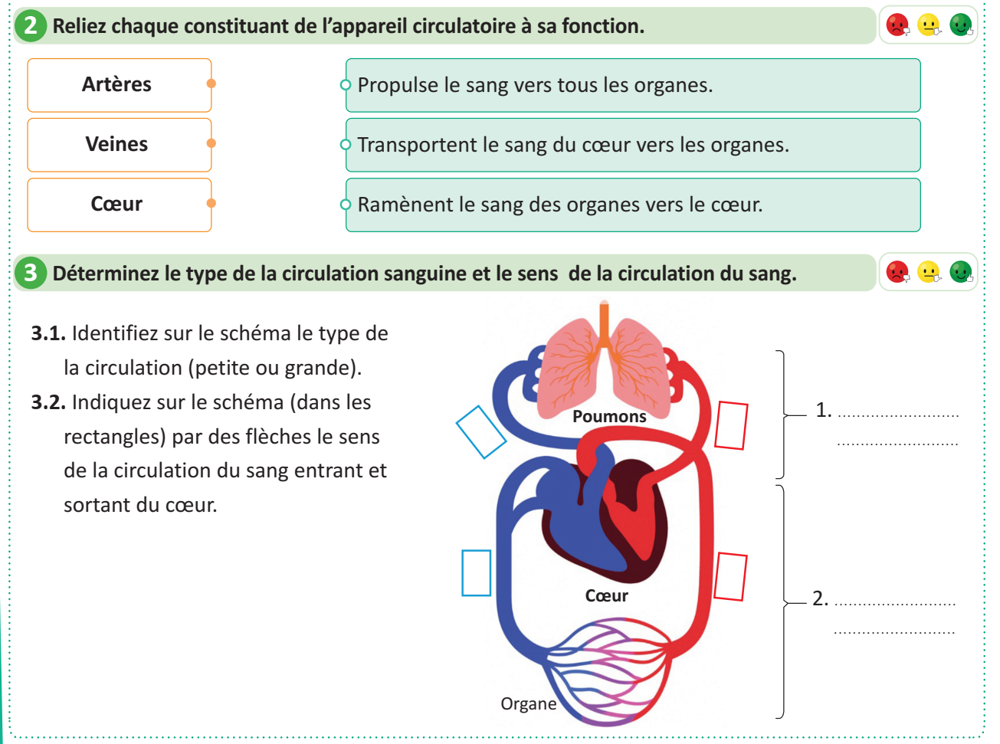 2 Reliez chaque constituant de l’appareil circulatoire à sa fonction.
Artères
Propulse le sang vers tous les organes.
Veines
Transportent le sang du cœur vers les organes.
Cœur
Ramènent le sang des organes vers le cœur.
3 Déterminez le type de la circulation sanguine et le sens de la circulation du sang.
3.1. Identifiez sur le schéma le type de
la circulation (petite ou grande).
3.2. Indiquez sur le schéma (dans les
rectangles) par des flèches le sens
de la circulation du sang entrant et
sortant du cœur.
Poumons
1. ..........................
..........................
Cœur
2. ..........................
..........................
Organe